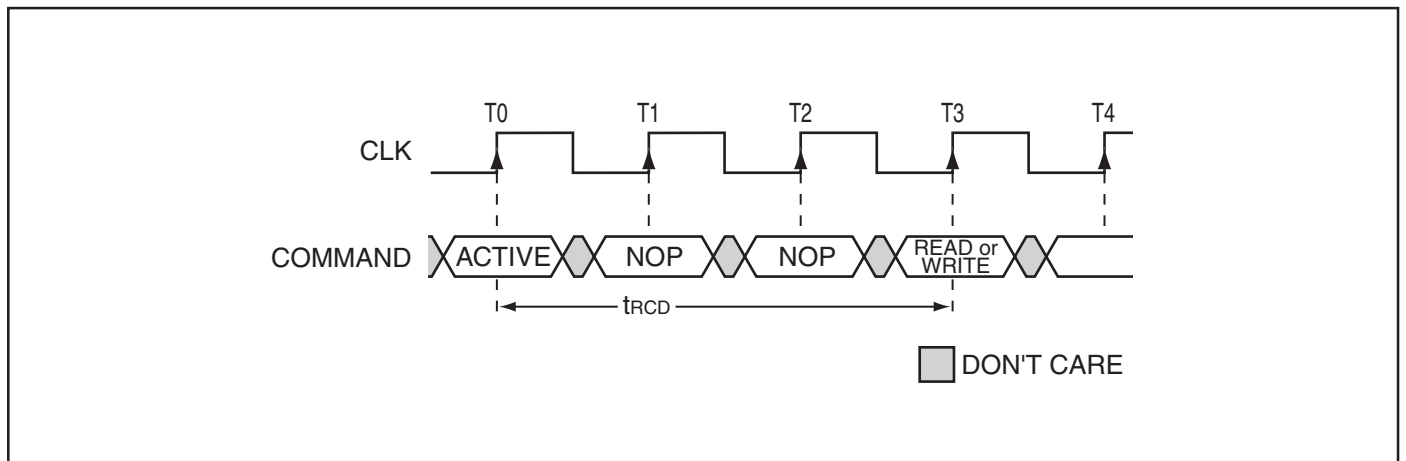 T0 T1 T2 T3 T4
CLK
COMMAND ACTIVE NOP NOP READ or
WRITE
tRCD
DON'T CARE